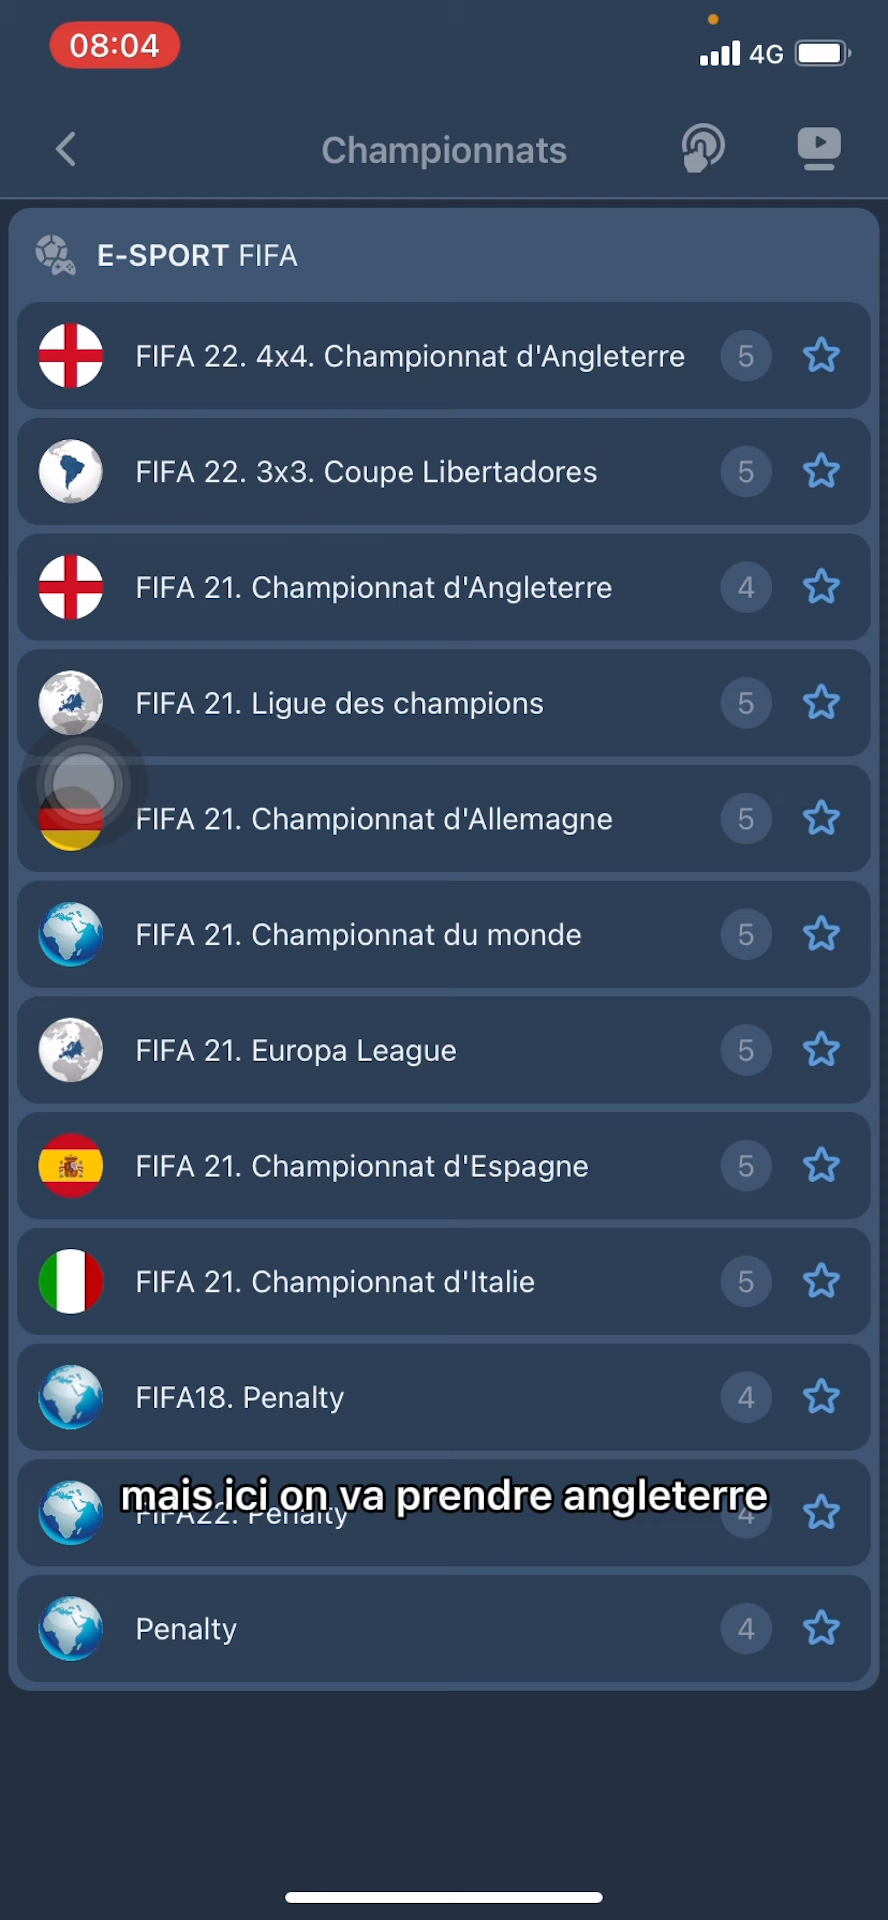 08:04
4G
Championnats
E-SPORT FIFA
FIFA 22. 4x4. Championnat d'Angleterre 5
FIFA 22. 3x3. Coupe Libertadores 5
FIFA 21. Championnat d'Angleterre 4
FIFA 21. Ligue des champions 5
FIFA 21. Championnat d'Allemagne 5
FIFA 21. Championnat du monde 5
FIFA 21. Europa League 5
FIFA 21. Championnat d'Espagne 5
FIFA 21. Championnat d'Italie 5
FIFA18. Penalty 4
mais ici on va prendre angleterre
FIFA22. Penalty 4
Penalty 4